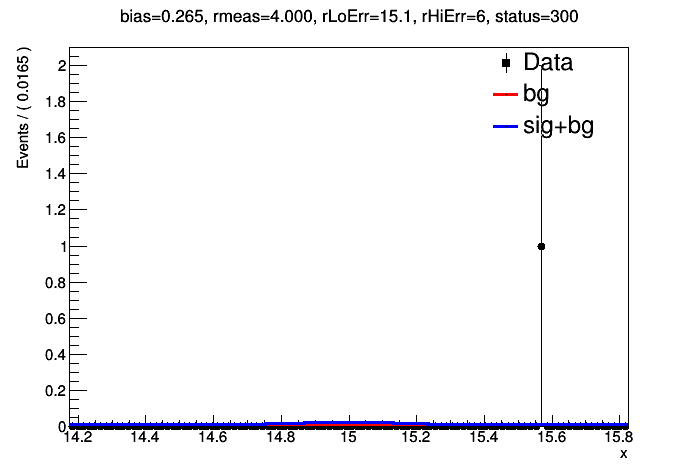 bias=0.265, rmeas=4.000, rLoErr=15.1, rHiErr=6, status=300
Events / ( 0.0165 )
2
1.8
1.6
1.4
1.2
1
0.8
0.6
0.4
0.2
0
Data
bg
sig+bg
14.2 14.4 14.6 14.8 15 15.2 15.4 15.6 15.8
x